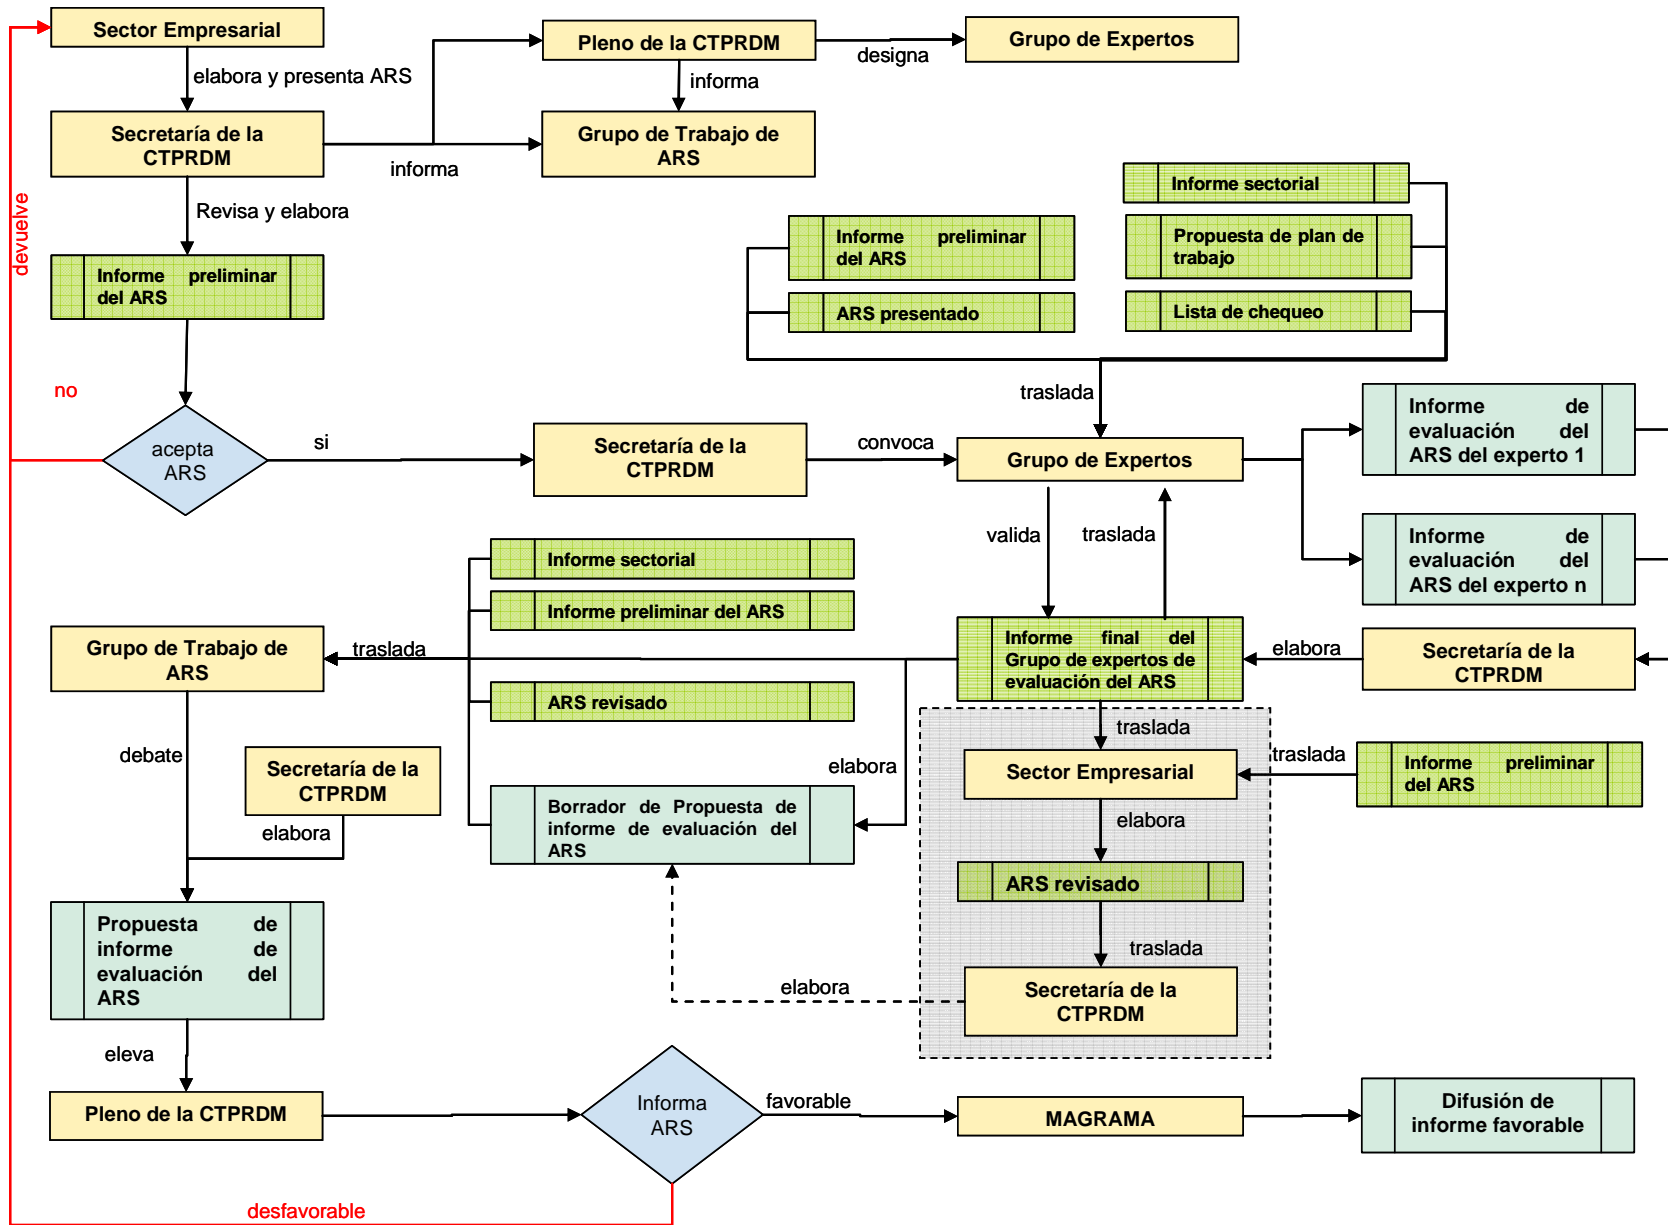 Sector Empresarial
Pleno de la CTPRDM
designa
Grupo de Expertos
elabora y presenta ARS
informa
Secretaría de la
CTPRDM
informa
Grupo de Trabajo de
ARS
devuelve
Revisa y elabora
Informe sectorial
Informe preliminar
del ARS
Propuesta de plan de
trabajo
Informe preliminar
del ARS
ARS presentado
Lista de chequeo
no
traslada
acepta
ARS
si
Secretaría de la
CTPRDM
convoca
Grupo de Expertos
Informe de
evaluación del
ARS del experto 1
valida
traslada
Informe de
evaluación del
ARS del experto n
Informe sectorial
Informe preliminar del ARS
Grupo de Trabajo de
ARS
traslada
Informe final del
Grupo de expertos de
evaluación del ARS
elabora
Secretaría de la
CTPRDM
ARS revisado
traslada
debate
Secretaría de la
CTPRDM
elabora
Sector Empresarial
traslada
Informe preliminar
del ARS
elabora
Borrador de Propuesta de
informe de evaluación del
ARS
elabora
ARS revisado
Propuesta de
informe de
evaluación del
ARS
traslada
elabora
Secretaría de la
CTPRDM
eleva
Pleno de la CTPRDM
Informa
ARS
favorable
MAGRAMA
Difusión de
informe favorable
desfavorable